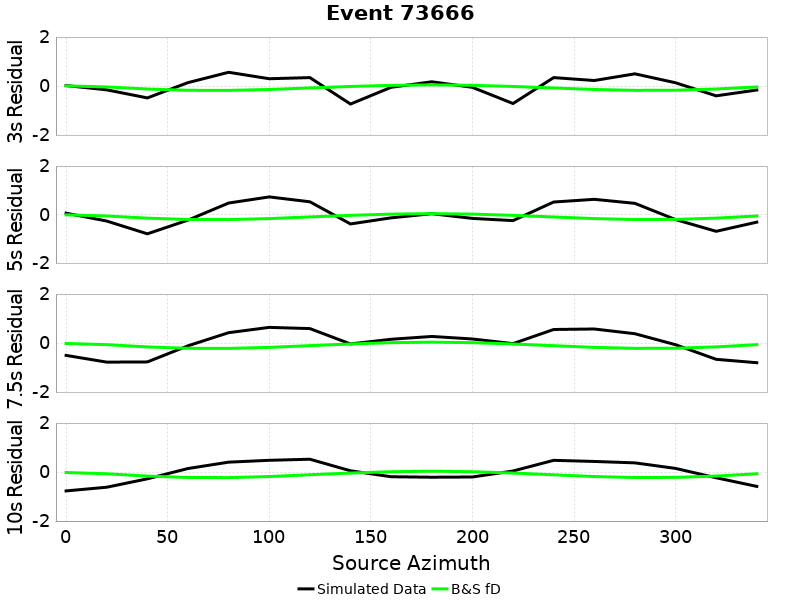 Event 73666
3s Residual
2
0
-2
5s Residual
2
0
-2
7.5s Residual
2
0
-2
10s Residual
2
0
-2
0 50 100 150 200 250 300
Source Azimuth
Simulated Data B&S fD